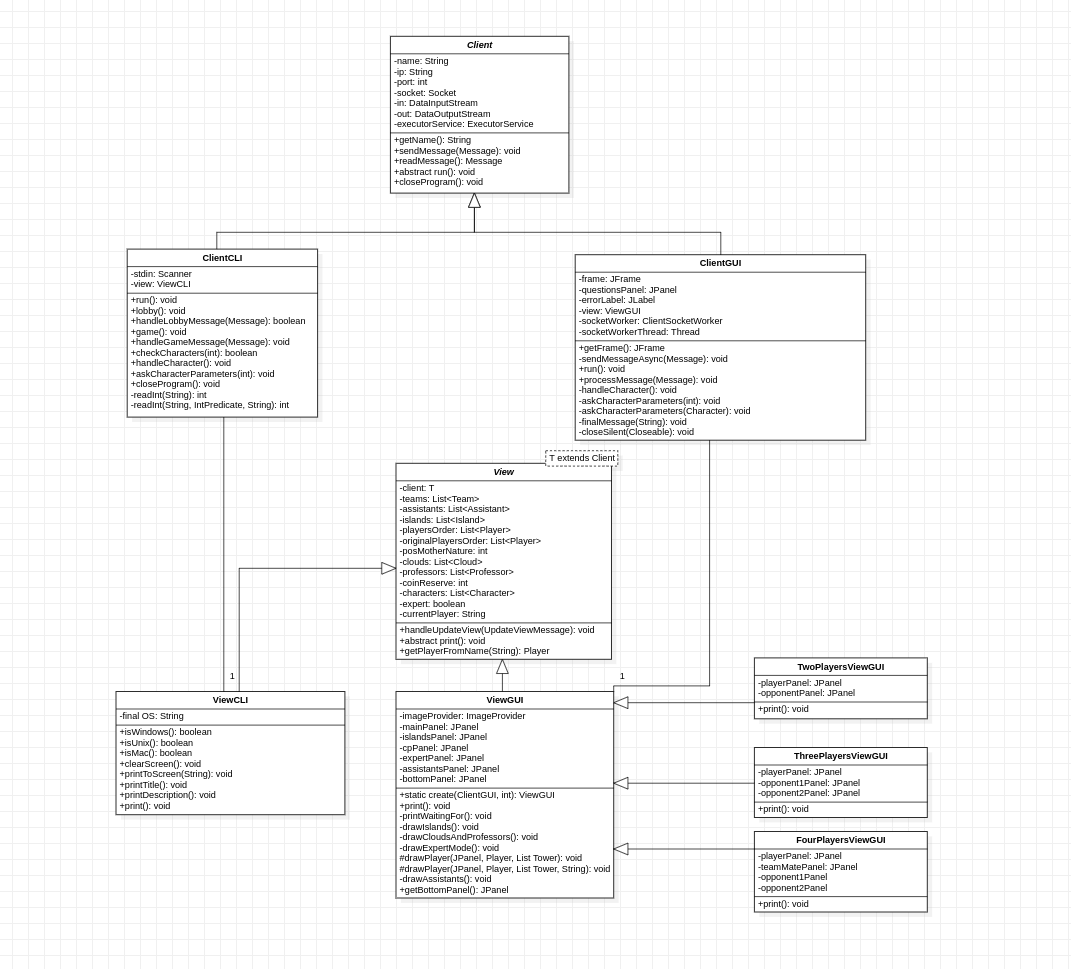 Client
-name: String
-ip: String
-port: int
-socket: Socket
-in: DataInputStream
-out: DataOutputStream
-executorService: ExecutorService
+getName(): String
+sendMessage(Message): void
+readMessage(): Message
+abstract run(): void
+closeProgram(): void
ClientCLI
-stdin: Scanner
-view: ViewCLI
+run(): void
+lobby(): void
+handleLobbyMessage(Message): boolean
+game(): void
+handleGameMessage(Message): void
+checkCharacters(int): boolean
+handleCharacter(): void
+askCharacterParameters(int): void
+closeProgram(): void
-readInt(String): int
-readInt(String, IntPredicate, String): int
ClientGUI
-frame: JFrame
-questionsPanel: JPanel
-errorLabel: JLabel
-view: ViewGUI
-socketWorker: ClientSocketWorker
-socketWorkerThread: Thread
+getFrame(): JFrame
-sendMessageAsync(Message): void
+run(): void
+processMessage(Message): void
-handleCharacter(): void
-askCharacterParameters(int): void
-askCharacterParameters(Character): void
-finalMessage(String): void
-closeSilent(Closeable): void
T extends Client
View
-client: T
-teams: List<Team>
-assistants: List<Assistant>
-islands: List<Island>
-playersOrder: List<Player>
-originalPlayersOrder: List<Player>
-posMotherNature: int
-clouds: List<Cloud>
-professors: List<Professor>
-coinReserve: int
-characters: List<Character>
-expert: boolean
-currentPlayer: String
+handleUpdateView(UpdateViewMessage): void
+abstract print(): void
+getPlayerFromName(String): Player
1
1
ViewCLI
-final OS: String
+isWindows(): boolean
+isUnix(): boolean
+isMac(): boolean
+clearScreen(): void
+printToScreen(String): void
+printTitle(): void
+printDescription(): void
+print(): void
ViewGUI
-imageProvider: ImageProvider
-mainPanel: JPanel
-islandsPanel: JPanel
-cpPanel: JPanel
-expertPanel: JPanel
-assistantsPanel: JPanel
-bottomPanel: JPanel
+static create(ClientGUI, int): ViewGUI
+print(): void
-printWaitingFor(): void
-drawIslands(): void
-drawCloudsAndProfessors(): void
-drawExpertMode(): void
#drawPlayer(JPanel, Player, List Tower): void
#drawPlayer(JPanel, Player, List Tower, String): void
-drawAssistants(): void
+getBottomPanel(): JPanel
TwoPlayersViewGUI
-playerPanel: JPanel
-opponentPanel: JPanel
+print(): void
ThreePlayersViewGUI
-playerPanel: JPanel
-opponent1Panel: JPanel
-opponent2Panel: JPanel
+print(): void
FourPlayersViewGUI
-playerPanel: JPanel
-teamMatePanel: JPanel
-opponent1Panel
-opponent2Panel
+print(): void